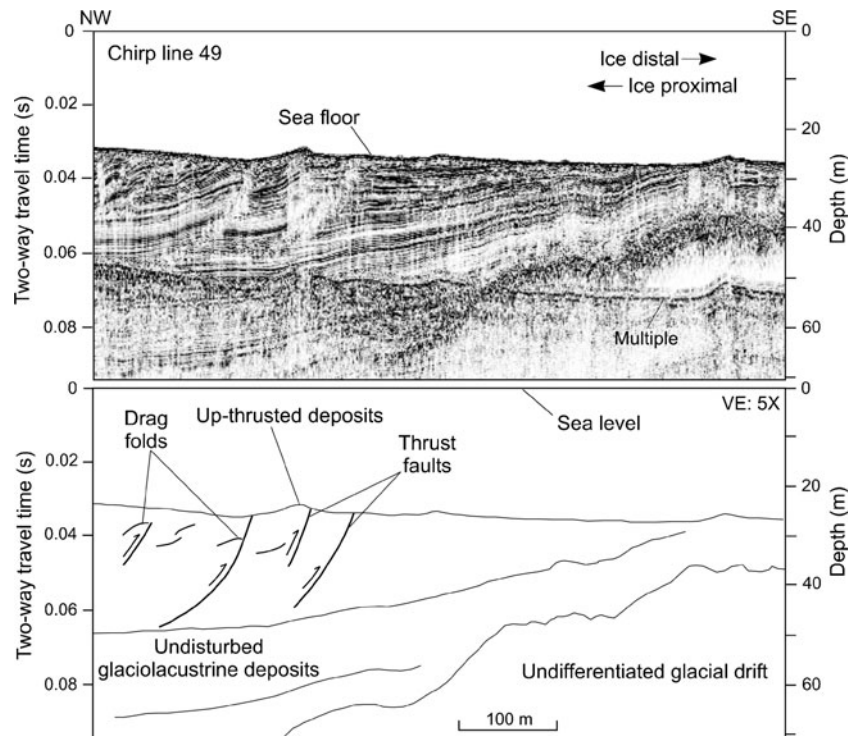 NW
SE
0
0
Chirp line 49
Ice distal
Ice proximal
0.02
20
Sea floor
0.04
0.06
40
0.08
60
Multiple
Two-way travel time (s)
Depth (m)
0
0
VE: 5X
Drag
folds
Up-thrusted deposits
Sea level
Thrust
faults
0.02
20
0.04
0.06
40
0.08
60
Undisturbed
glaciolacustrine deposits
Undifferentiated glacial drift
100 m
Two-way travel time (s)
Depth (m)